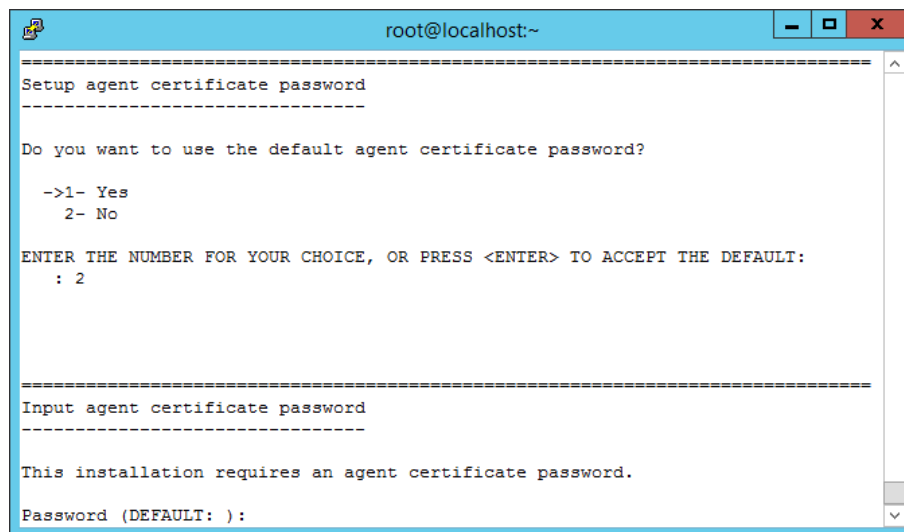 root@localhost:~
===============================================================================
Setup agent certificate password
--------------------------------
Do you want to use the default agent certificate password?
->1- Yes
2- No
ENTER THE NUMBER FOR YOUR CHOICE, OR PRESS <ENTER> TO ACCEPT THE DEFAULT:
: 2
===============================================================================
Input agent certificate password
--------------------------------
This installation requires an agent certificate password.
Password (DEFAULT: ):